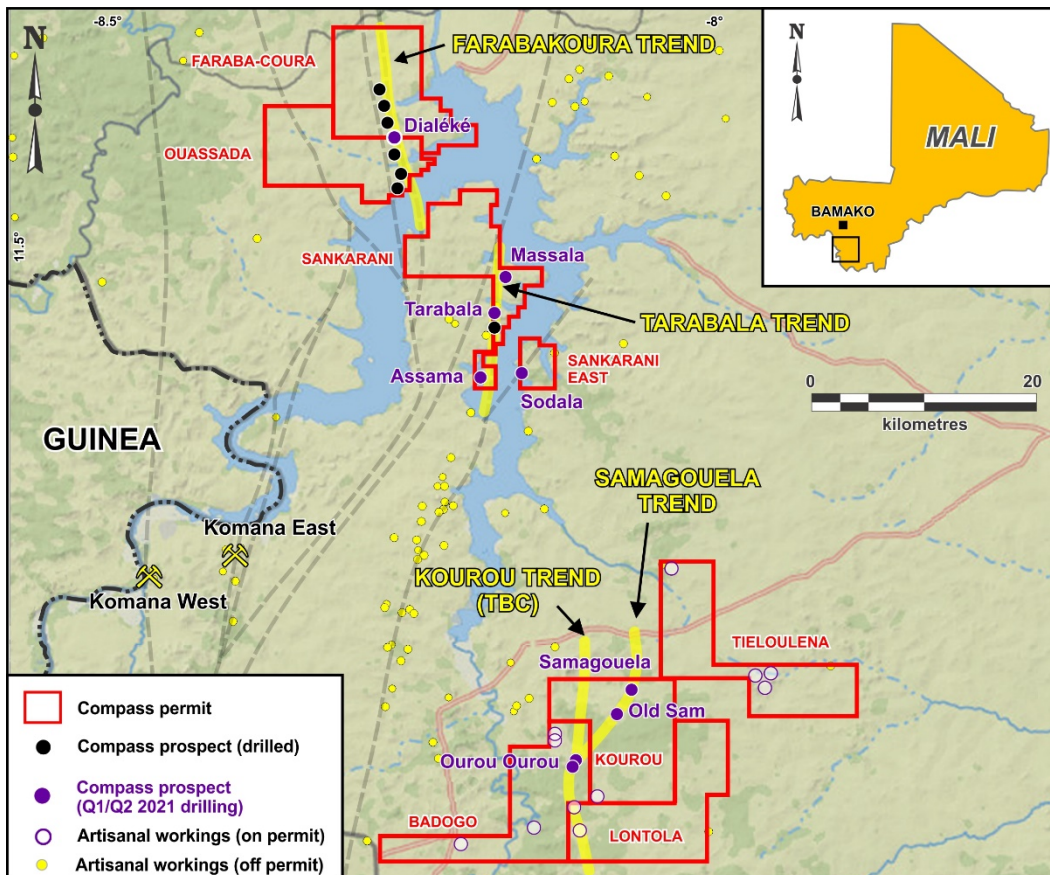 -8.5°
-8°
N
FARABAKOURA TREND
FARABA-COURA
Dialéké
OUASSADA
11.5°
SANKARANI
Massala
Tarabala
TARABALA TREND
SANKARANI
EAST
Assama
Sodala
0 20
kilometres
N
MALI
BAMAKO
GUINEA
Komana East
Komana West
SAMAGOUELA
TREND
KOUROU TREND
(TBC)
TIELOULENA
Samagouela
Old Sam
Ourou Ourou
KOUROU
BADOGO
LONTOLA
Compass permit
Compass prospect (drilled)
Compass prospect
(Q1/Q2 2021 drilling)
Artisanal workings (on permit)
Artisanal workings (off permit)